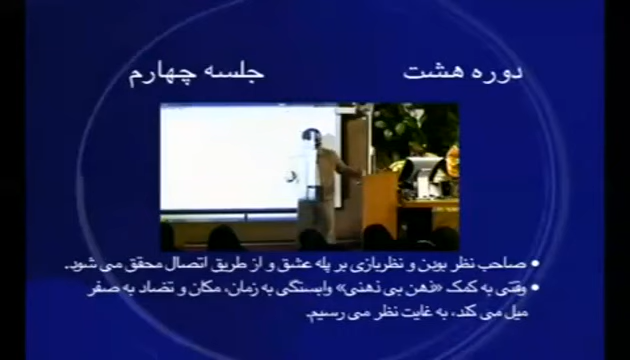 دوره هشت
جلسه چهارم
• صاحب نظر بودن و نظربازی بر پله عشق و از طریق اتصال محقق می شود.
• وقتی به کمک «ذهن بی ذهنی» وابستگی به زمان، مکان و تضاد به صفر
میل می کند، به غایت نظر می رسیم.